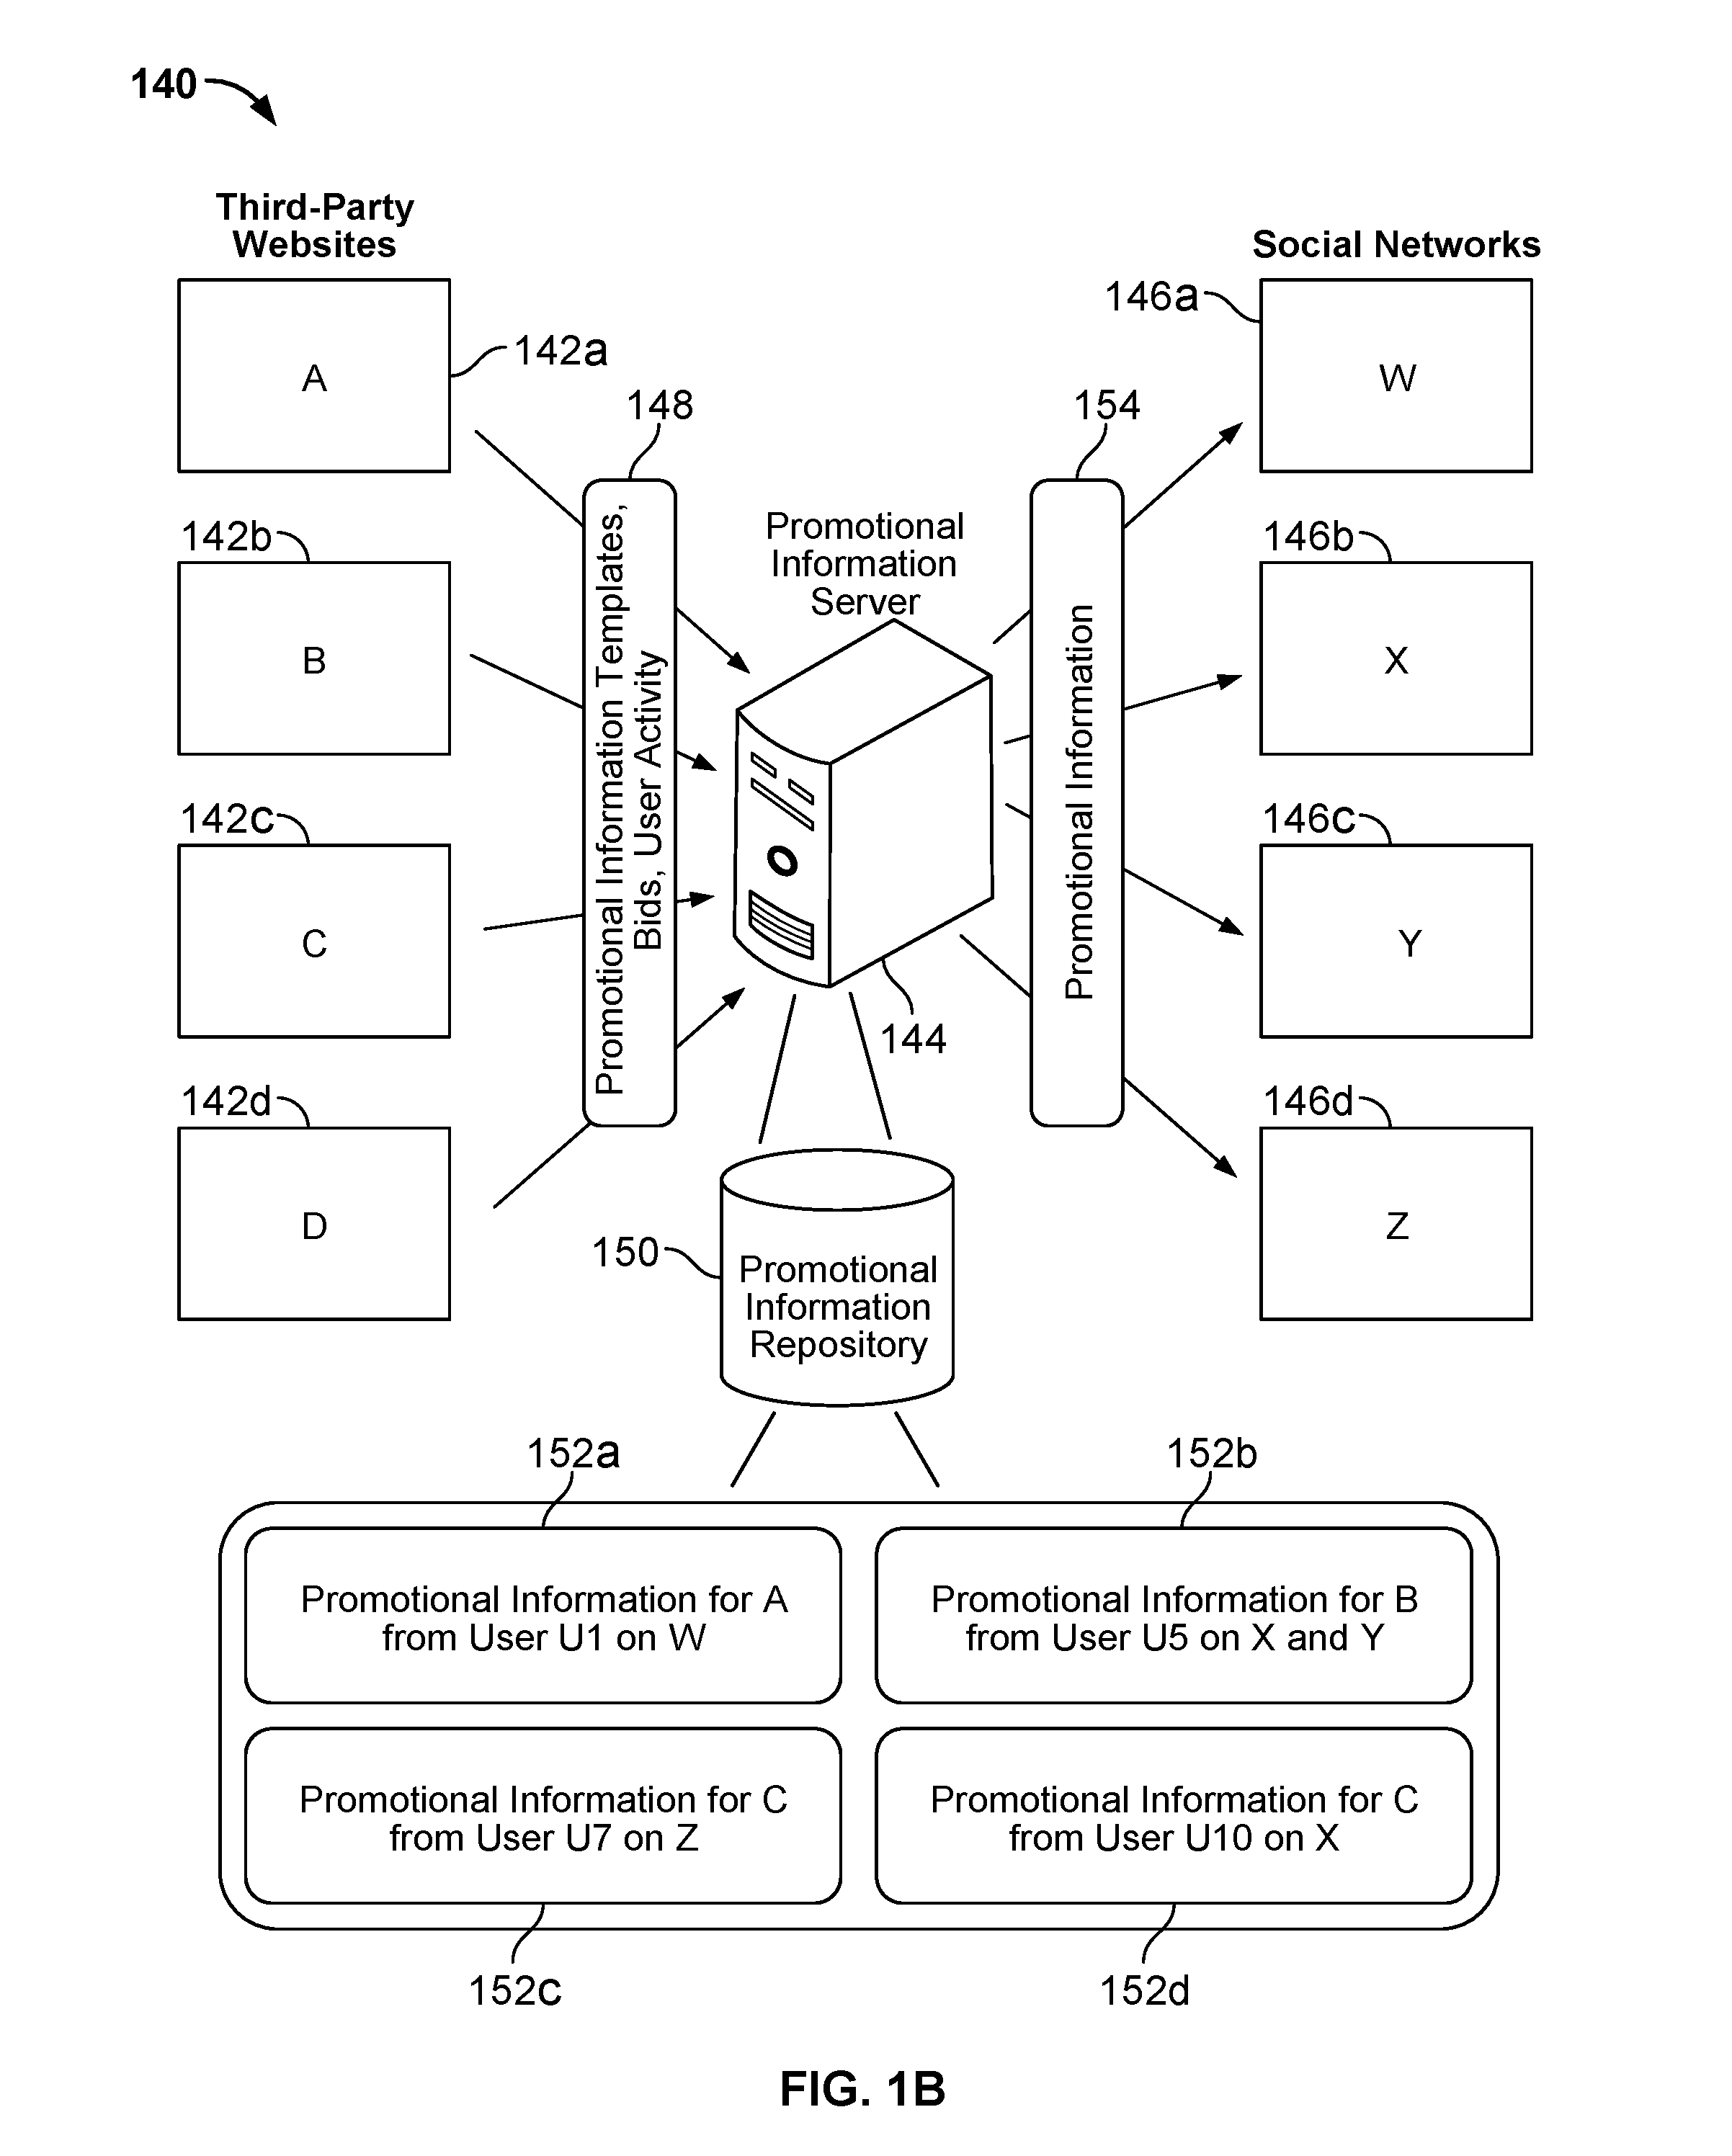 140
Third-Party
Websites
Social Networks
A
142a
142b
B
142c
C
142d
D
148
Promotional Information Templates,
Bids, User Activity
Promotional
Information
Server
144
154
Promotional Information
146a
W
146b
X
146c
Y
146d
Z
150
Promotional
Information
Repository
152a
Promotional Information for A
from User U1 on W
152b
Promotional Information for B
from User U5 on X and Y
Promotional Information for C
from User U7 on Z
152c
Promotional Information for C
from User U10 on X
152d
FIG. 1B